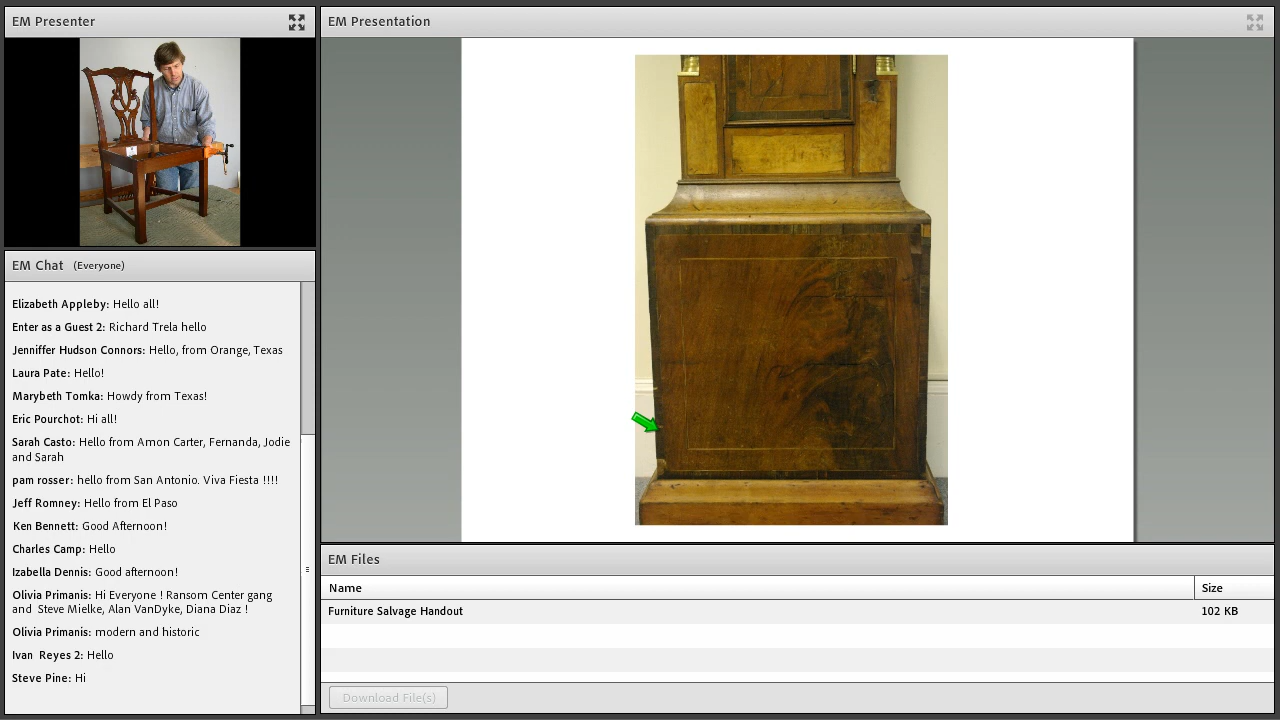 EM Presenter
EM Presentation
EM Chat (Everyone)
Elizabeth Appleby: Hello all!
Enter as a Guest 2: Richard Trela hello
Jenniffer Hudson Connors: Hello, from Orange, Texas
Laura Pate: Hello!
Marybeth Tomka: Howdy from Texas!
Eric Pourchot: Hi all!
Sarah Casto: Hello from Amon Carter, Fernanda, Jodie
and Sarah
pam rosser: hello from San Antonio. Viva Fiesta !!!!
Jeff Romney: Hello from El Paso
Ken Bennett: Good Afternoon!
Charles Camp: Hello
Izabella Dennis: Good afternoon!
Olivia Primanis: Hi Everyone ! Ransom Center gang
and Steve Mielke, Alan VanDyke, Diana Diaz !
Olivia Primanis: modern and historic
Ivan Reyes 2: Hello
Steve Pine: Hi
EM Files
Name Size
Furniture Salvage Handout 102 KB
Download File(s)